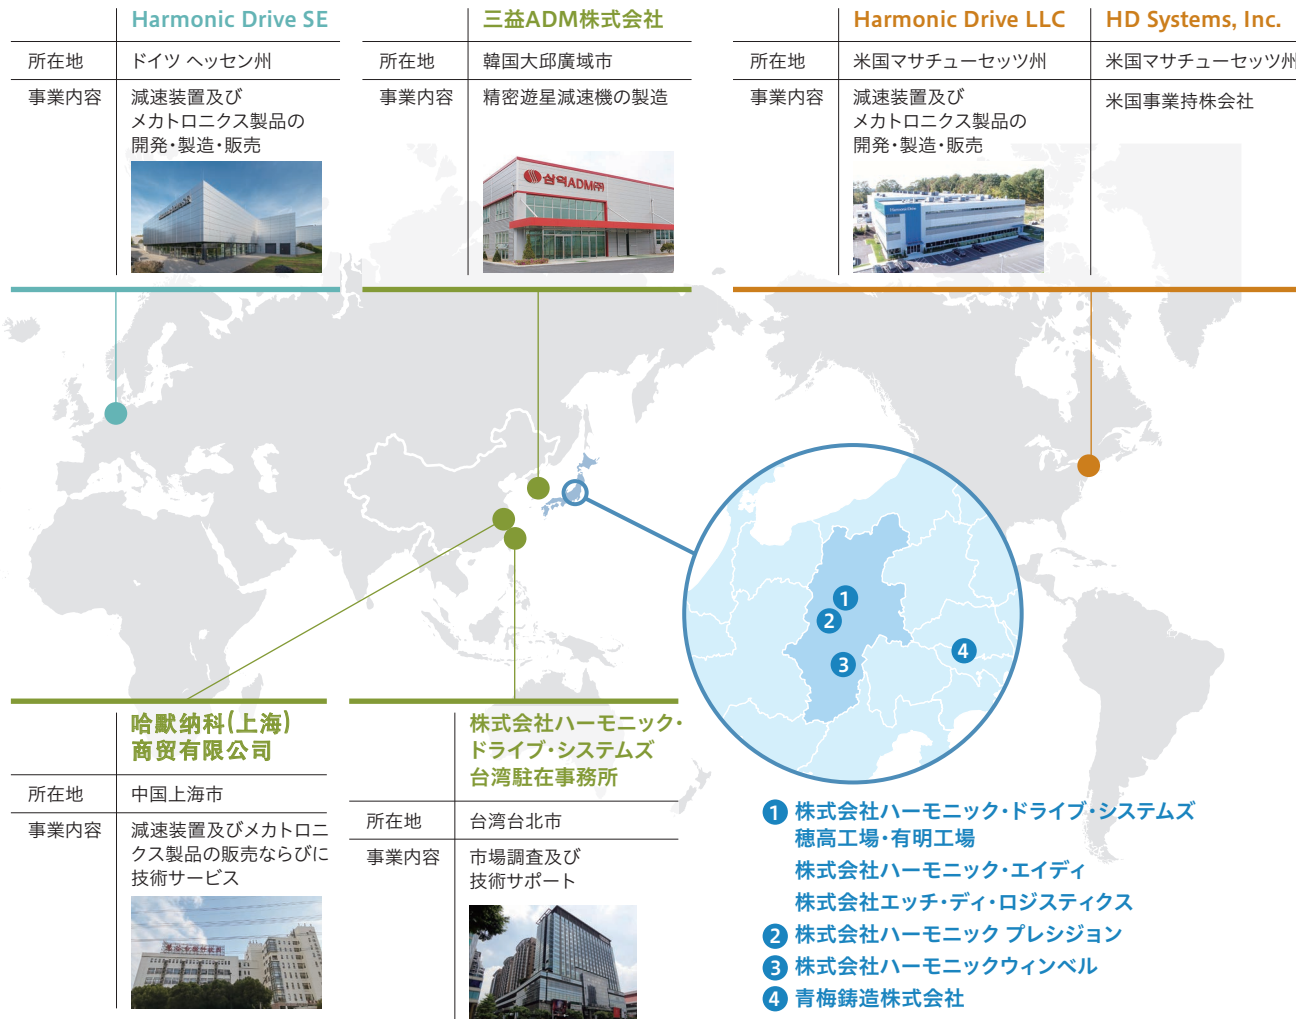 Harmonic Drive SE
所在地
ドイツ ヘッセン州
事業内容
減速装置及び
メカトロニクス製品の
開発・製造・販売
三益ADM株式会社
所在地
韓国大邱廣域市
事業内容
精密遊星減速機の製造
삼익ADM㈜
Harmonic Drive LLC
HD Systems, Inc.
所在地
米国マサチューセッツ州
米国マサチューセッツ州
事業内容
減速装置及び
メカトロニクス製品の
開発・製造・販売
米国事業持株会社
Harmonic Drive
哈默纳科(上海)
商贸有限公司
所在地
中国上海市
事業内容
減速装置及びメカトロニ
クス製品の販売ならびに
技術サービス
株式会社ハーモニック・
ドライブ・システムズ
台湾駐在事務所
所在地
台湾台北市
事業内容
市場調査及び
技術サポート
1
2
3
4
1 株式会社ハーモニック・ドライブ・システムズ
穂高工場・有明工場
株式会社ハーモニック・エイディ
株式会社エッチ・ディ・ロジスティクス
2 株式会社ハーモニック プレシジョン
3 株式会社ハーモニックウィンベル
4 青梅鋳造株式会社